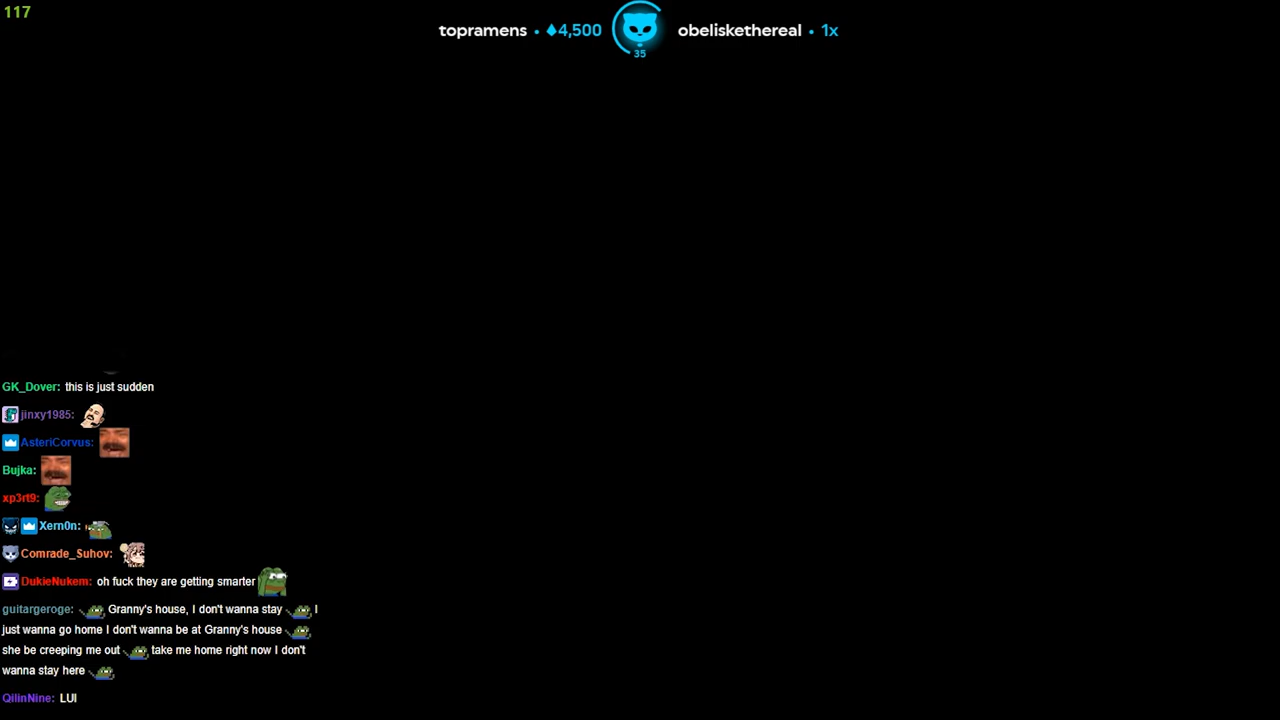 117
topramens • 4,500
35
obeliskethereal • 1x
GK_Dover: this is just sudden
jinxy1985:
AsteriCorvus:
Bujka:
xp3rt9:
Xern0n:
Comrade_Suhov:
DukieNukem: oh fuck they are getting smarter
guitargeroge: Granny's house, I don't wanna stay I
just wanna go home I don't wanna be at Granny's house
she be creeping me out take me home right now I don't
wanna stay here
QilinNine: LUl